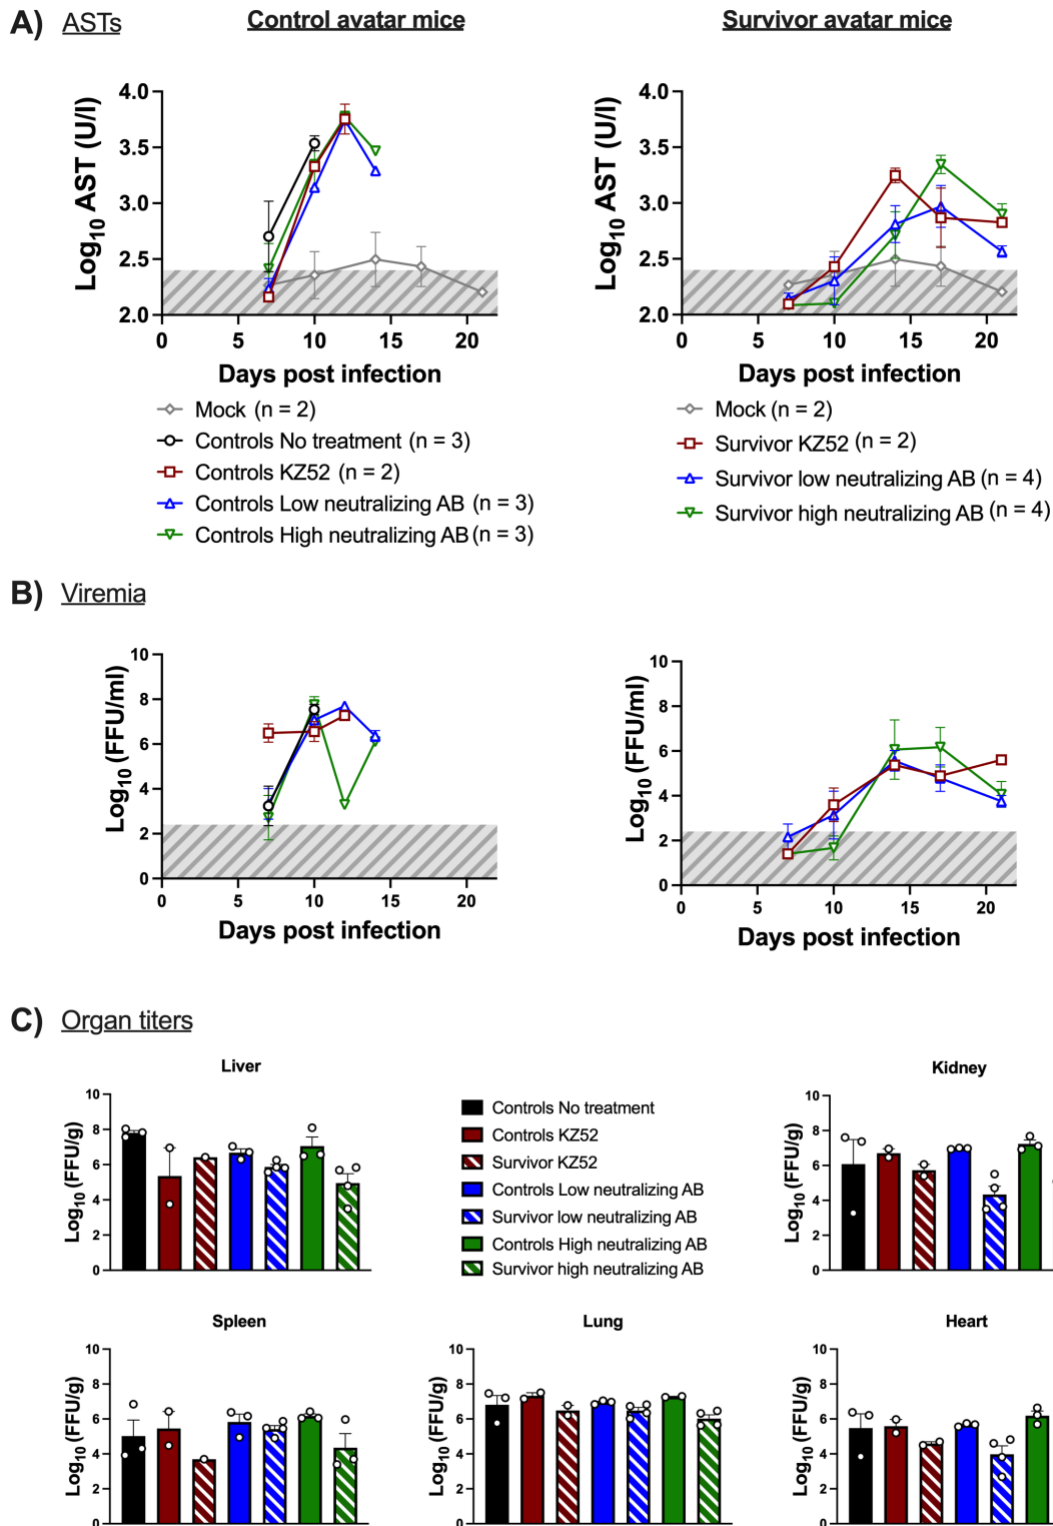 A) ASTs
Control avatar mice
Survivor avatar mice
Log10 AST (U/l)
4.0
3.5
3.0
2.5
2.0
0 5 10 15 20
Days post infection
Mock (n = 2)
Controls No treatment (n = 3)
Controls KZ52 (n = 2)
Controls Low neutralizing AB (n = 3)
Controls High neutralizing AB (n = 3)
Log10 AST (U/l)
4.0
3.5
3.0
2.5
2.0
0 5 10 15 20
Days post infection
Mock (n = 2)
Survivor KZ52 (n = 2)
Survivor low neutralizing AB (n = 4)
Survivor high neutralizing AB (n = 4)
B) Viremia
Log10 (FFU/ml)
10
8
6
4
2
0
0 5 10 15 20
Days post infection
Log10 (FFU/ml)
10
8
6
4
2
0
0 5 10 15 20
Days post infection
C) Organ titers
Liver
Log10 (FFU/g)
10
8
6
4
2
0
Controls No treatment
Controls KZ52
Survivor KZ52
Controls Low neutralizing AB
Survivor low neutralizing AB
Controls High neutralizing AB
Survivor high neutralizing AB
Kidney
Log10 (FFU/g)
10
8
6
4
2
0
Spleen
Log10 (FFU/g)
10
8
6
4
2
0
Lung
Log10 (FFU/g)
10
8
6
4
2
0
Heart
Log10 (FFU/g)
10
8
6
4
2
0